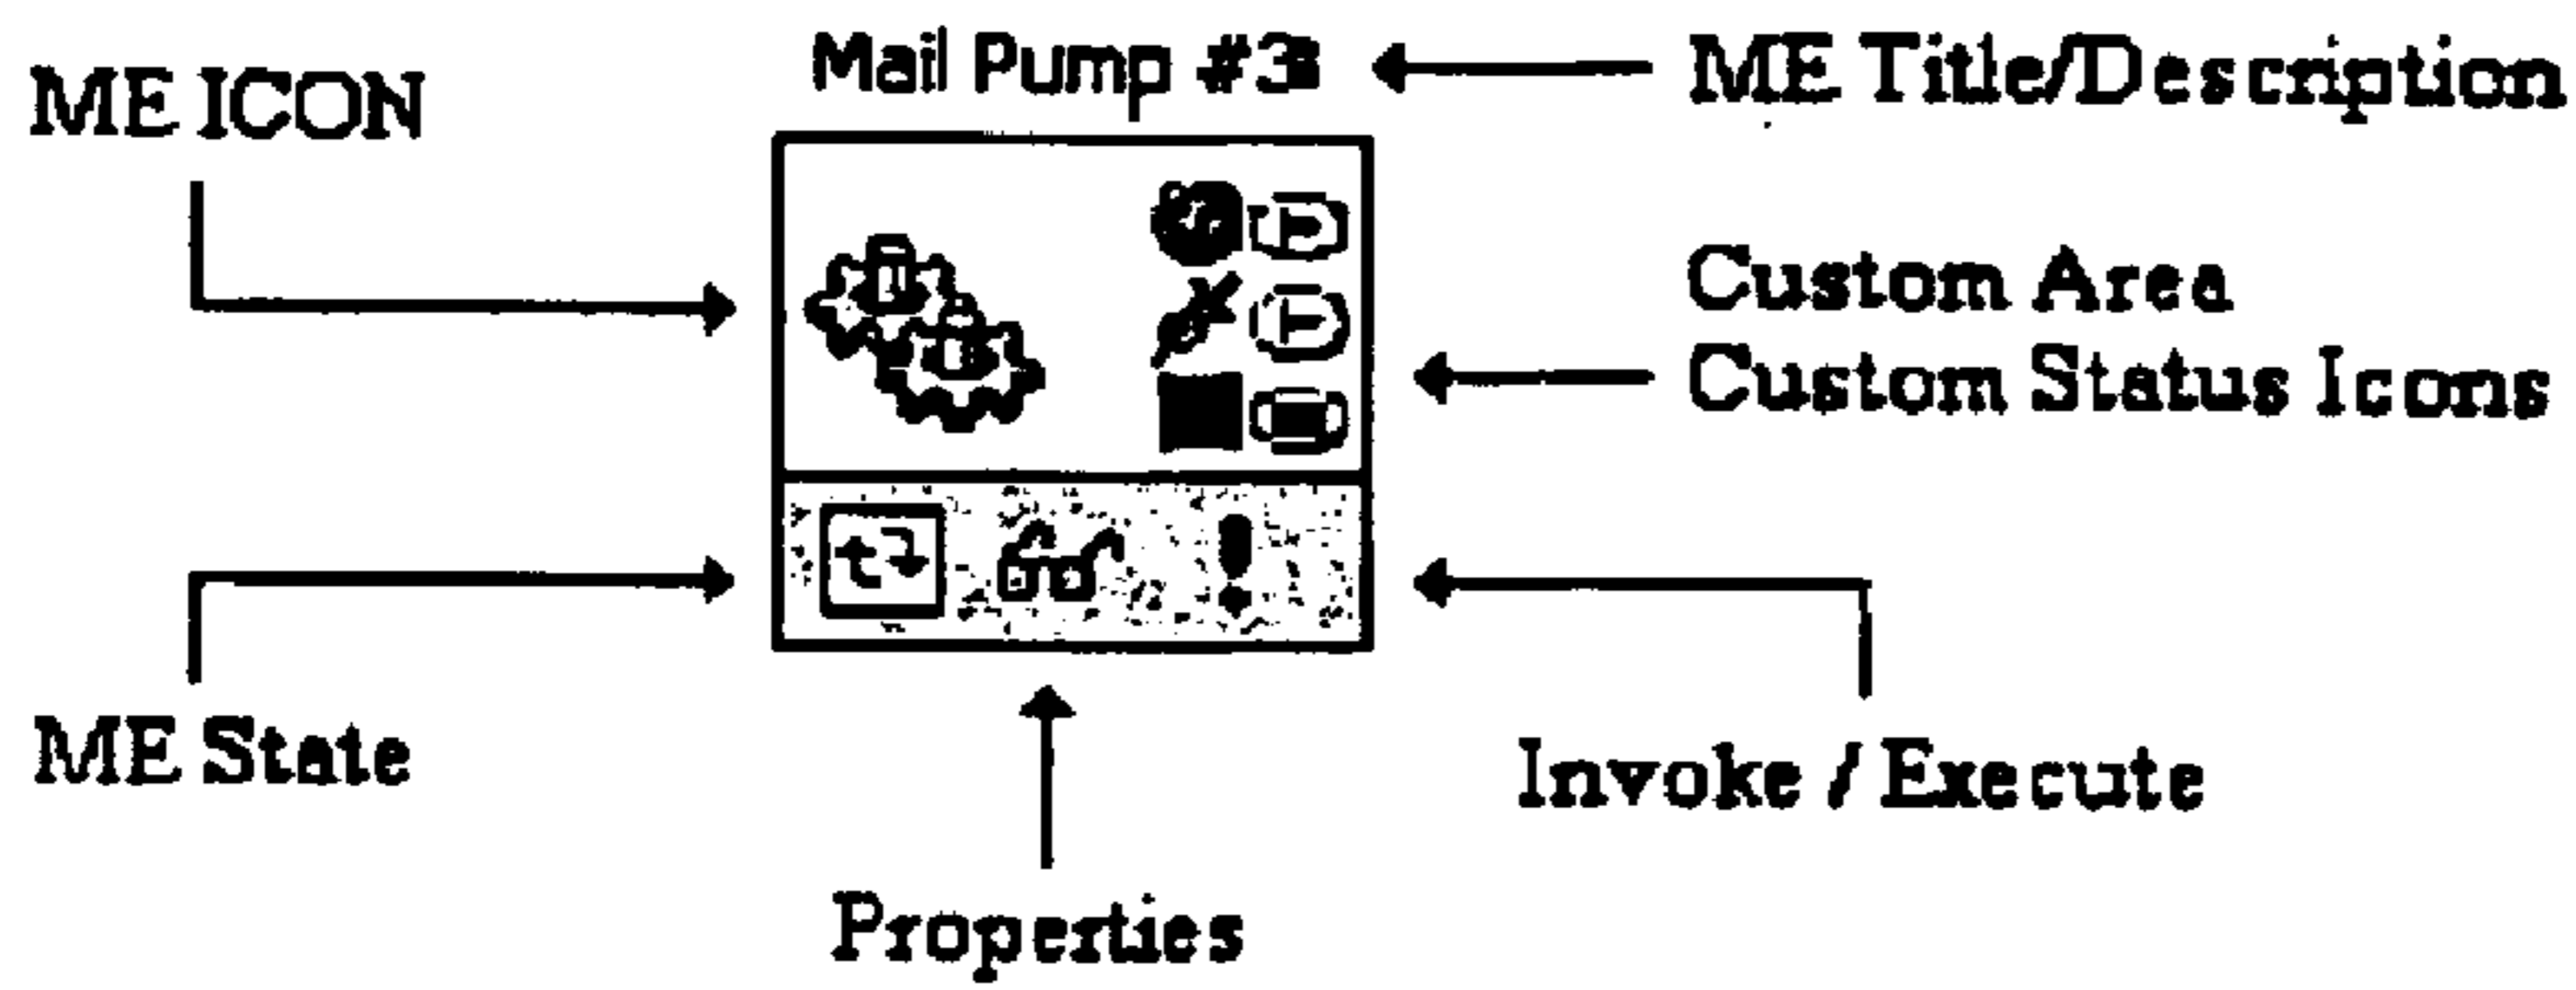 Mail Pump #3
ME Title/Description
ME ICON
Custom Area
Custom Status Icons
ME State
Invoke / Execute
Properties